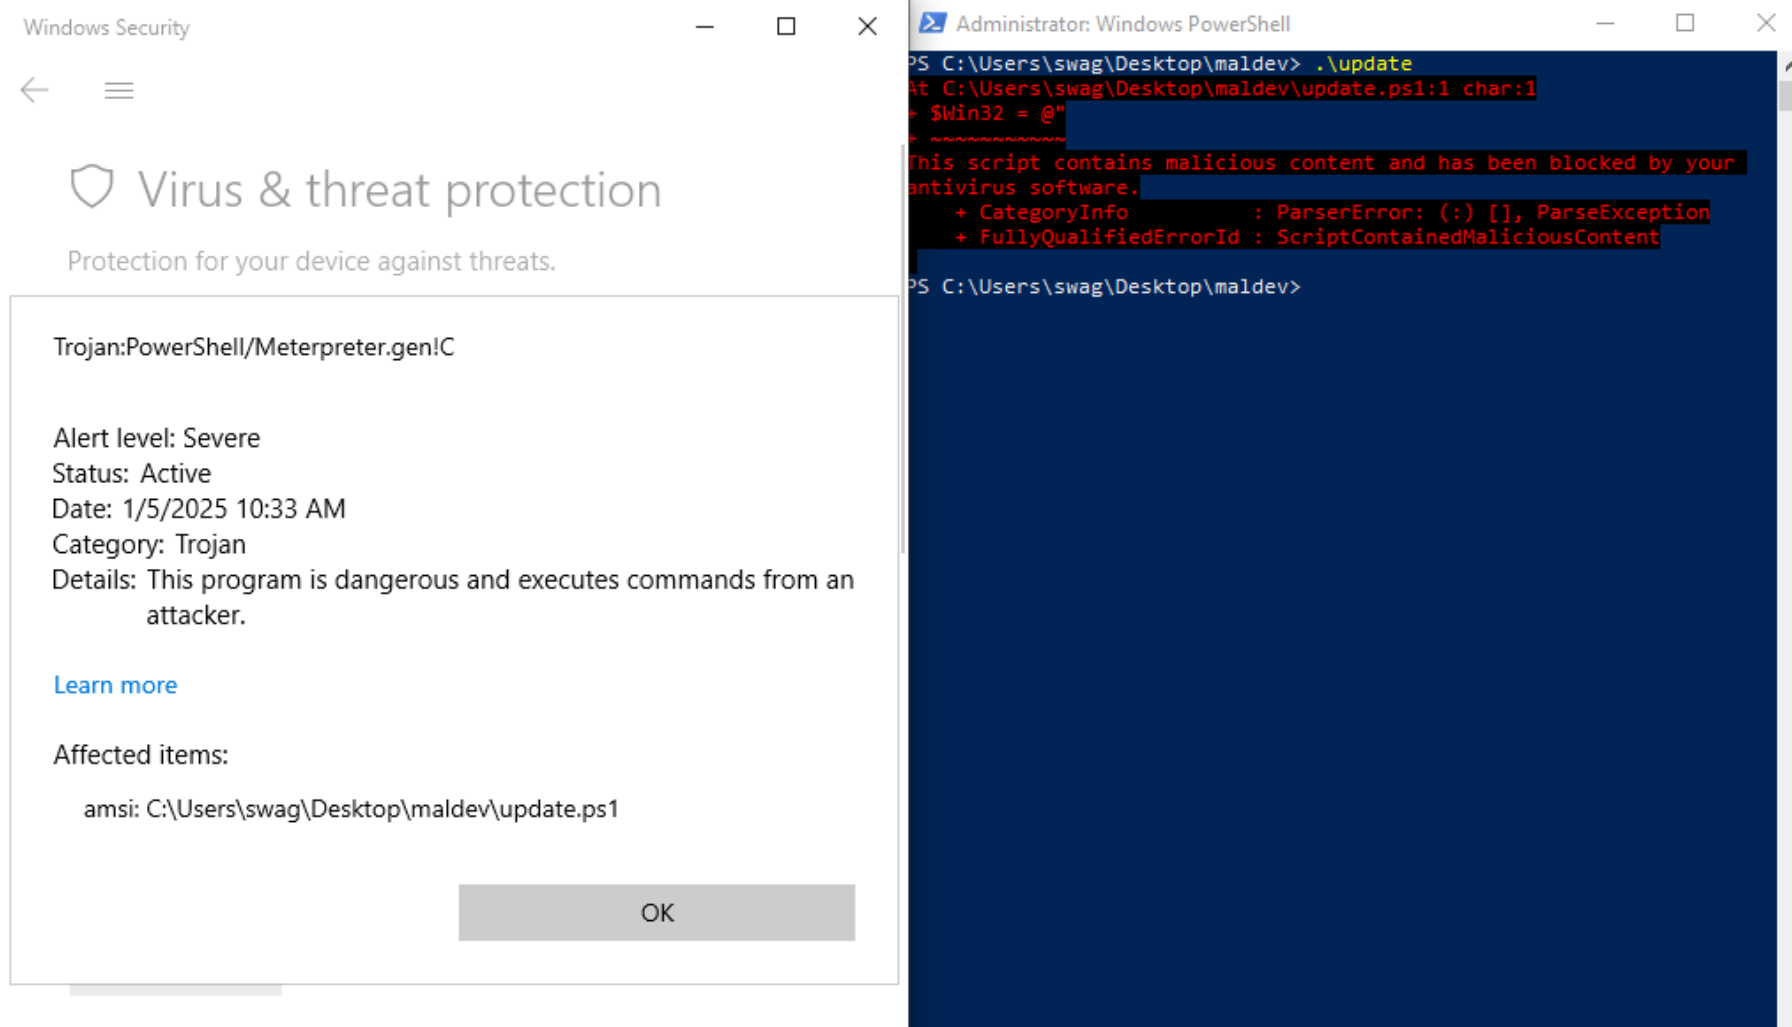 Windows Security
Virus & threat protection
Protection for your device against threats.
Trojan:PowerShell/Meterpreter.gen!C
Alert level: Severe
Status: Active
Date: 1/5/2025 10:33 AM
Category: Trojan
Details: This program is dangerous and executes commands from an
attacker.
Learn more
Affected items:
amsi: C:\Users\swag\Desktop\maldev\update.ps1
OK
Administrator: Windows PowerShell
PS C:\Users\swag\Desktop\maldev> .\update
At C:\Users\swag\Desktop\maldev\update.ps1:1 char:1
+ $Win32 = @"
+ ~~~~~~~~~~~
This script contains malicious content and has been blocked by your
antivirus software.
    + CategoryInfo          : ParserError: (:) [], ParseException
    + FullyQualifiedErrorId : ScriptContainedMaliciousContent
PS C:\Users\swag\Desktop\maldev>